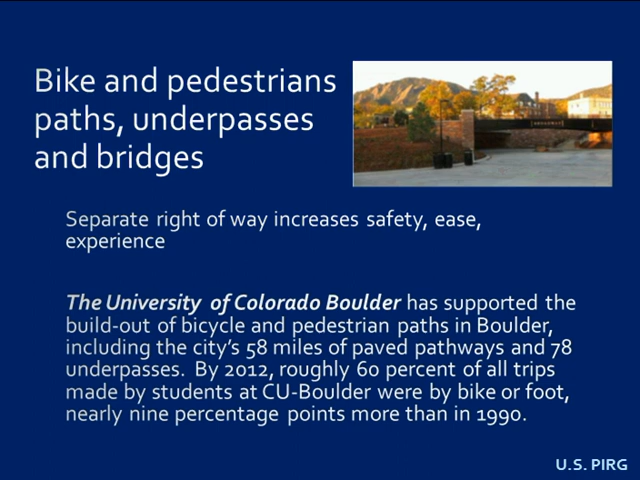 Bike and pedestrians
paths, underpasses
and bridges
Separate right of way increases safety, ease,
experience
The University of Colorado Boulder has supported the
build-out of bicycle and pedestrian paths in Boulder,
including the city's 58 miles of paved pathways and 78
underpasses. By 2012, roughly 60 percent of all trips
made by students at CU-Boulder were by bike or foot,
nearly nine percentage points more than in 1990.
U.S. PIRG